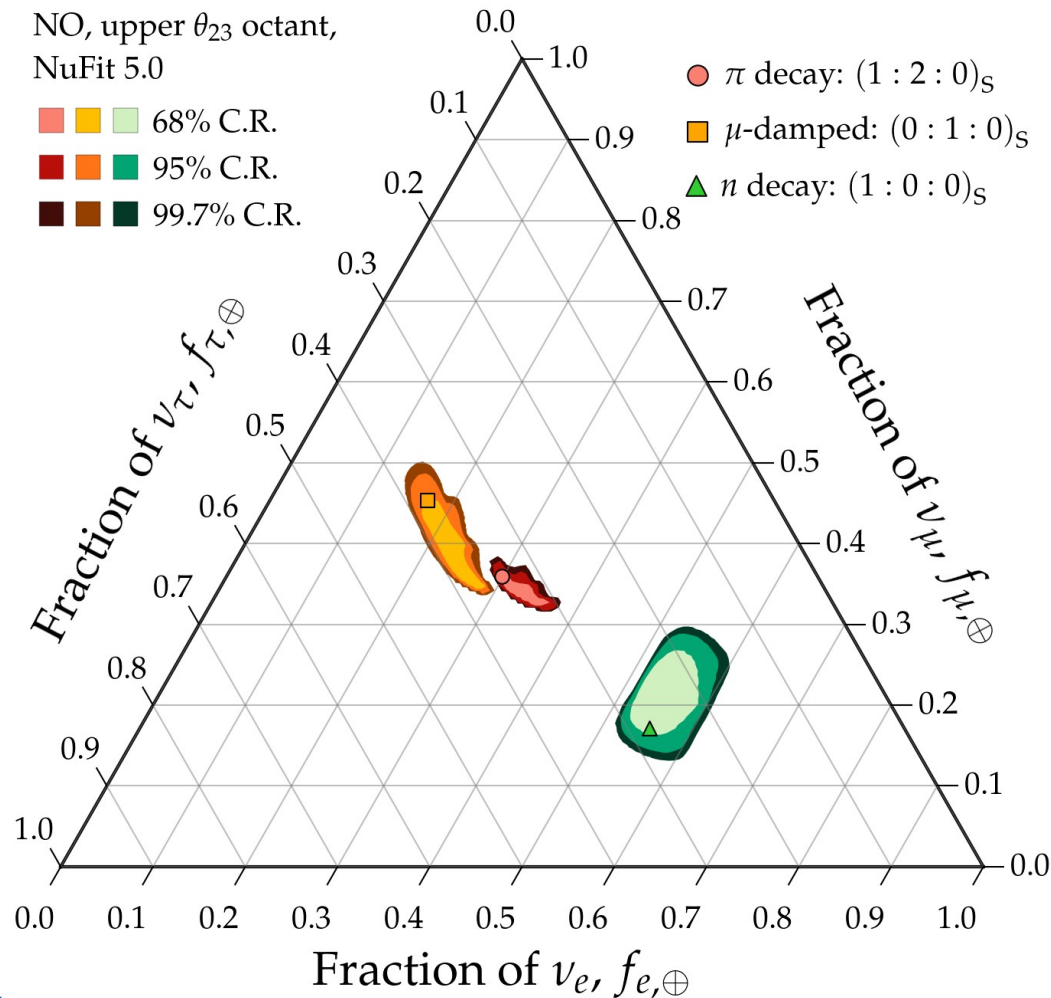 NO, upper θ₂₃ octant,
NuFit 5.0
68% C.R.
95% C.R.
99.7% C.R.
π decay: (1 : 2 : 0)S
μ-damped: (0 : 1 : 0)S
n decay: (1 : 0 : 0)S
Fraction of ντ, fτ,⊕
0.0
0.1
0.2
0.3
0.4
0.5
0.6
0.7
0.8
0.9
1.0
Fraction of νμ, fμ,⊕
1.0
0.9
0.8
0.7
0.6
0.5
0.4
0.3
0.2
0.1
0.0
0.0 0.1 0.2 0.3 0.4 0.5 0.6 0.7 0.8 0.9 1.0
Fraction of νe, fe,⊕